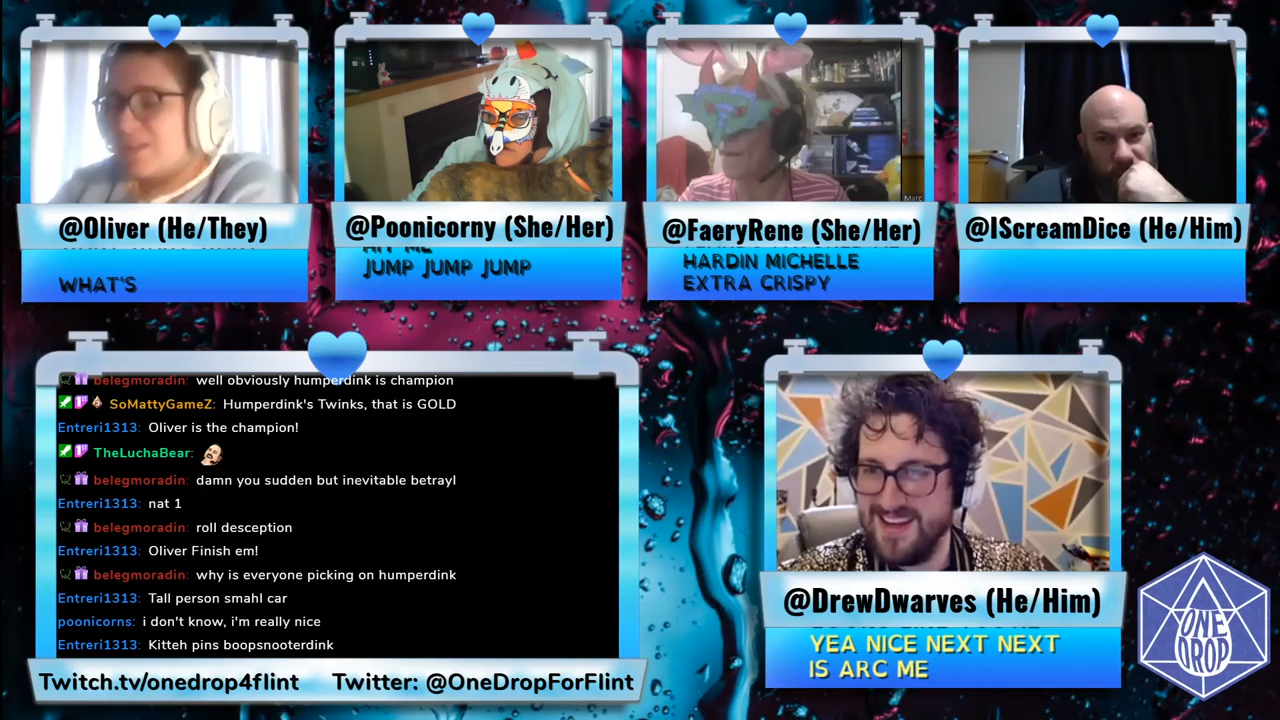 @Oliver (He/They)
WHAT'S
@Poonicorny (She/Her)
HIT ME
JUMP JUMP JUMP
@FaeryRene (She/Her)
HARDIN MICHELLE
EXTRA CRISPY
Marc
@IScreamDice (He/Him)
belegmoradin: well obviously humperdink is champion
SoMattyGameZ: Humperdink's Twinks, that is GOLD
Entreri1313: Oliver is the champion!
TheLuchaBear:
belegmoradin: damn you sudden but inevitable betrayl
Entreri1313: nat 1
belegmoradin: roll desception
Entreri1313: Oliver Finish em!
belegmoradin: why is everyone picking on humperdink
Entreri1313: Tall person smahl car
poonicorns: i don't know, i'm really nice
Entreri1313: Kitteh pins boopsnooterdink
Twitch.tv/onedrop4flint Twitter: @OneDropForFlint
@DrewDwarves (He/Him)
YEA NICE NEXT NEXT
IS ARC ME
ONE
DROP